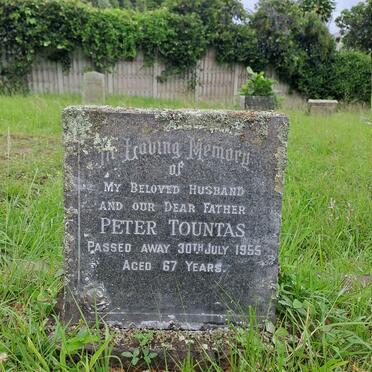 In Loving Memory
of
My Beloved Husband
and our Dear Father
Peter Tountas
Passed away 30th July 1955
Aged 67 Years.